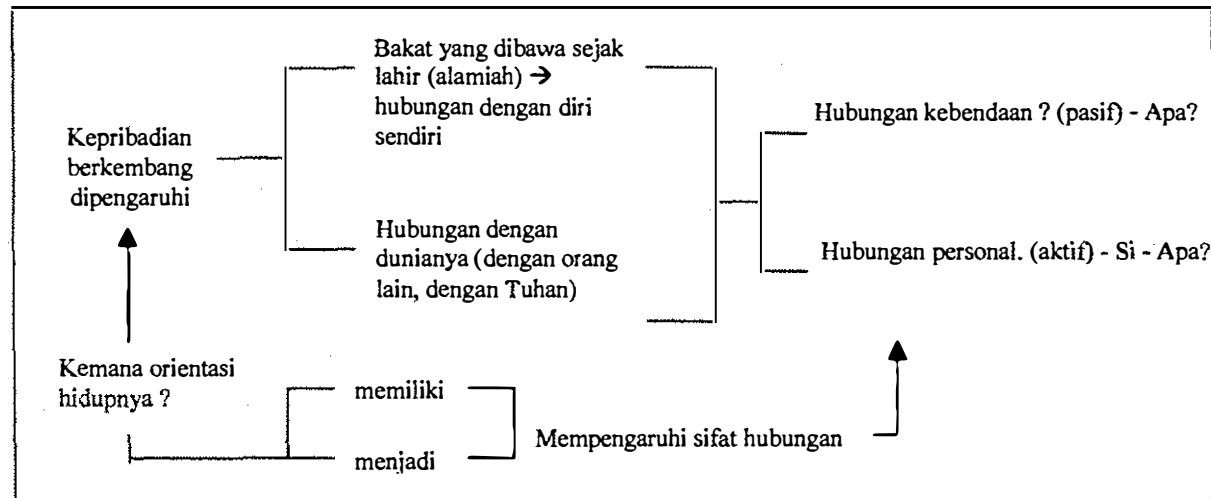 Bakat yang dibawa sejak
lahir (alamiah) →
hubungan dengan diri
sendiri
Kepribadian
berkembang
dipengaruhi
Hubungan dengan
dunianya (dengan orang
lain, dengan Tuhan)
Hubungan kebendaan ? (pasif) - Apa?
Hubungan personal. (aktif) - Si - Apa?
Kemana orientasi
hidupnya ?
memiliki
menjadi
Mempengaruhi sifat hubungan